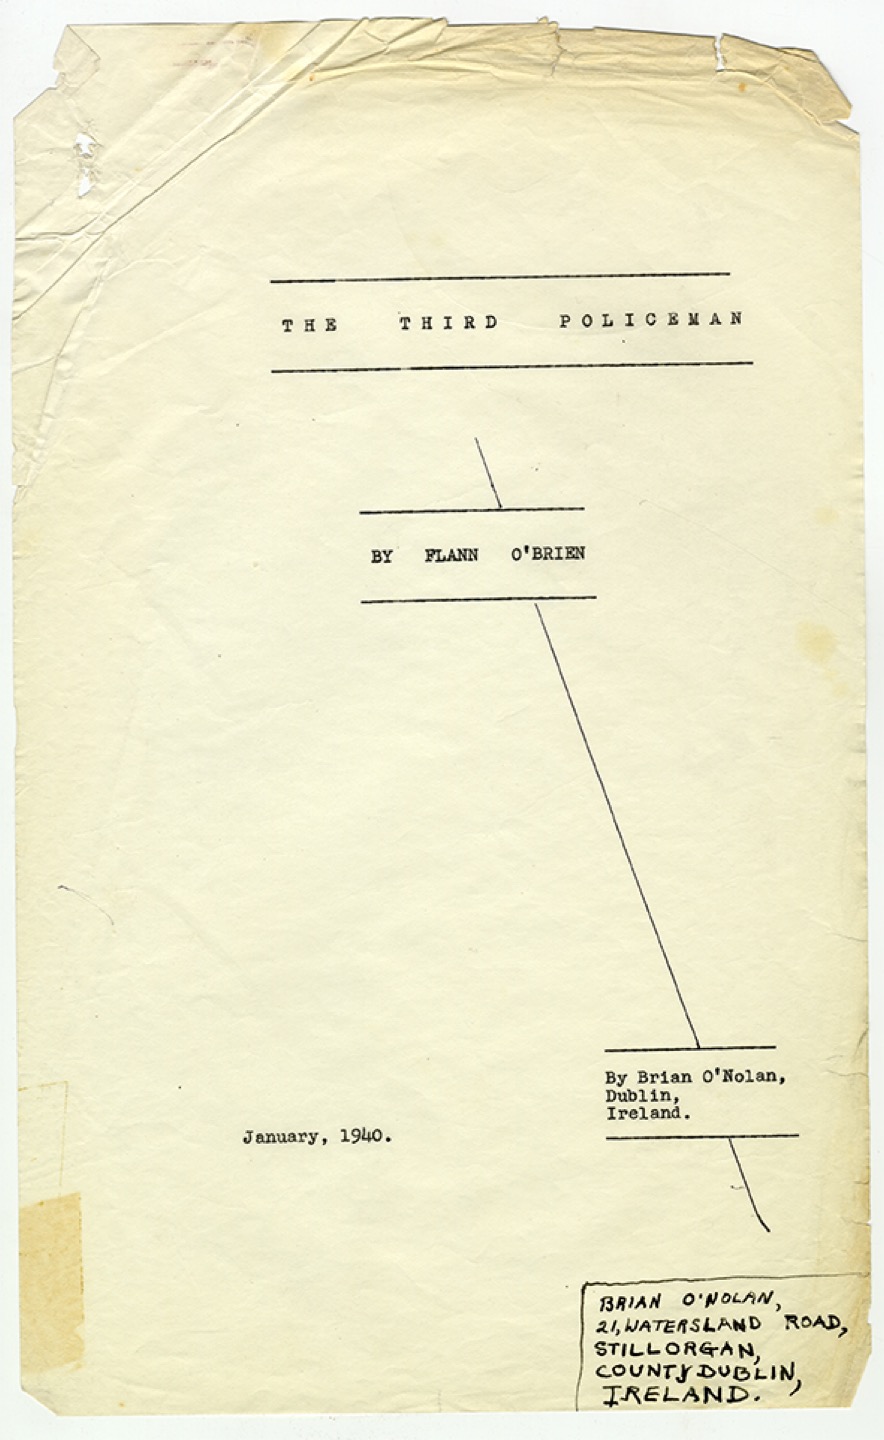 THE THIRD POLICEMAN
BY FLANN O'BRIEN
By Brian O'Nolan,
Dublin,
Ireland.
January, 1940.
BRIAN O'NOLAN,
21, WATERSLAND ROAD,
STILLORGAN,
COUNTY DUBLIN,
IRELAND.